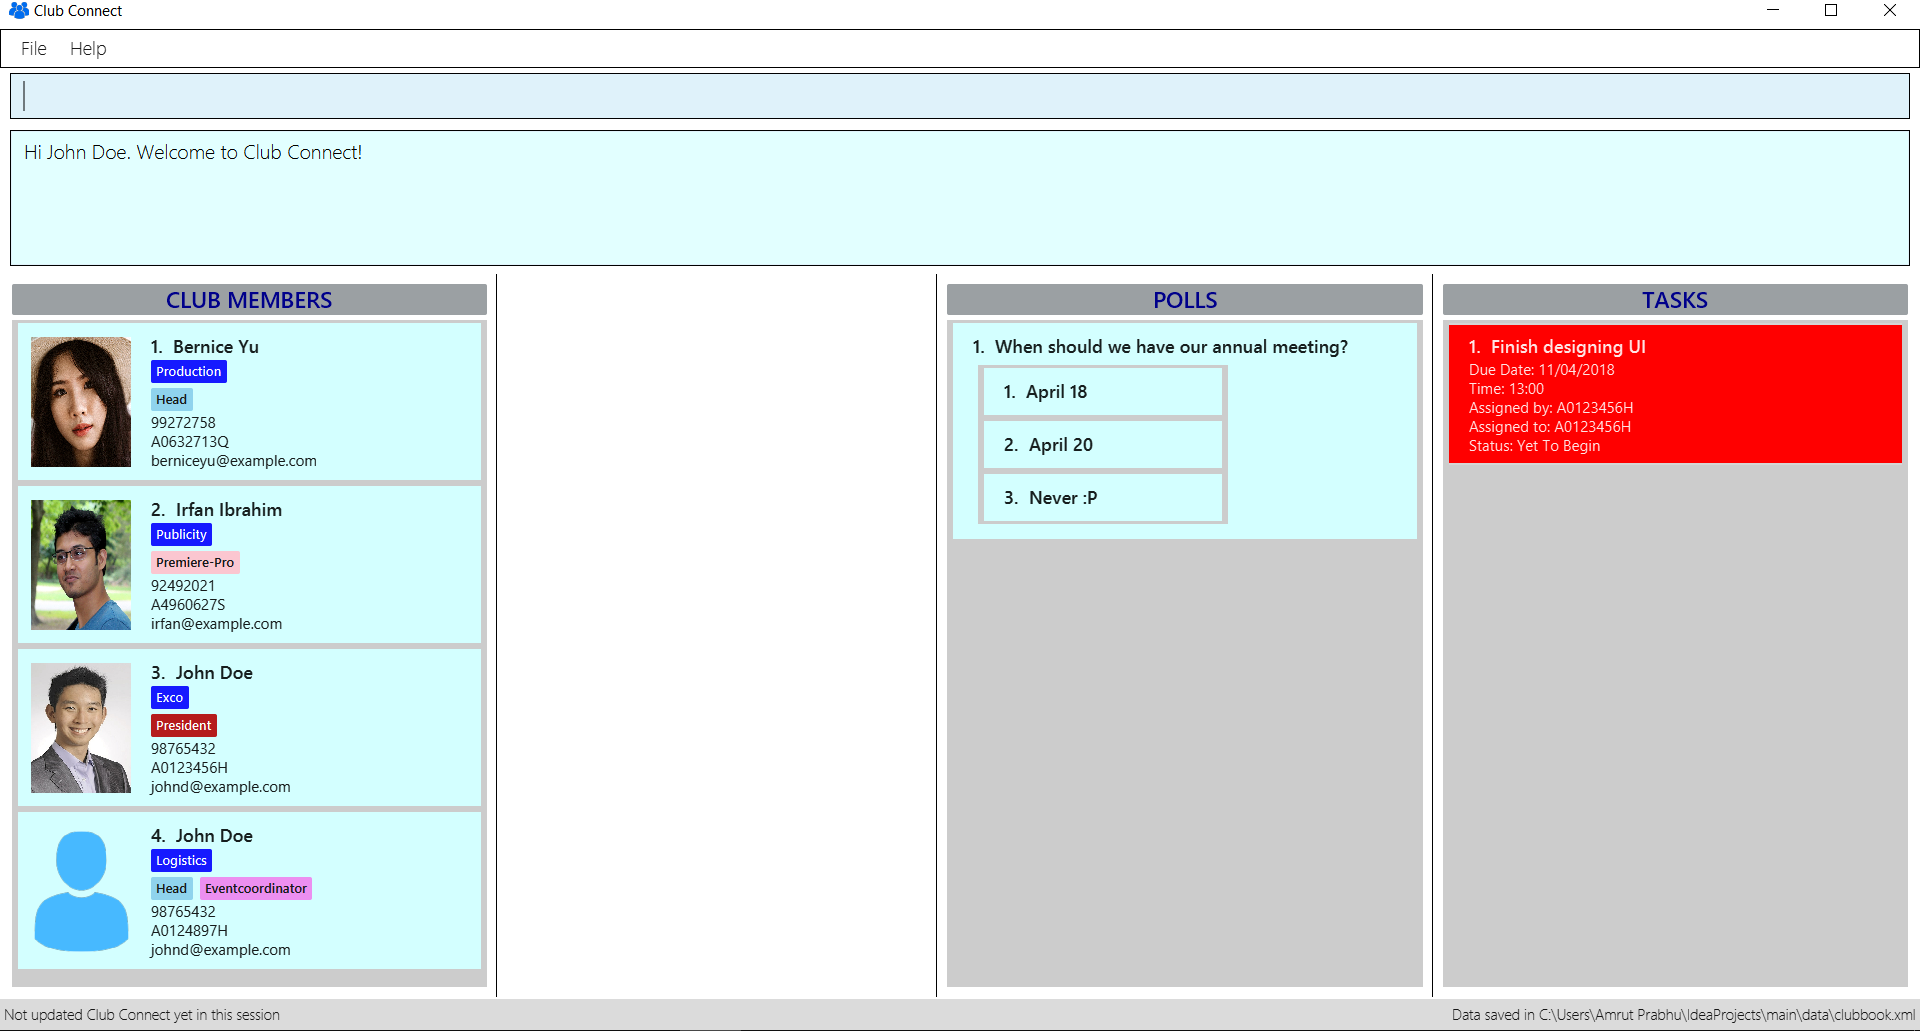 Club Connect
File Help
Hi John Doe. Welcome to Club Connect!
CLUB MEMBERS
1. Bernice Yu
Production
Head
99272758
A0632713Q
berniceyu@example.com
2. Irfan Ibrahim
Publicity
Premiere-Pro
92492021
A4960627S
irfan@example.com
3. John Doe
Exco
President
98765432
A0123456H
johnd@example.com
4. John Doe
Logistics
Head Eventcoordinator
98765432
A0124897H
johnd@example.com
POLLS
1. When should we have our annual meeting?
1. April 18
2. April 20
3. Never :P
TASKS
1. Finish designing UI
Due Date: 11/04/2018
Time: 13:00
Assigned by: A0123456H
Assigned to: A0123456H
Status: Yet To Begin
Not updated Club Connect yet in this session
Data saved in C:\Users\Amrut Prabhu\IdeaProjects\main\data\clubbook.xml